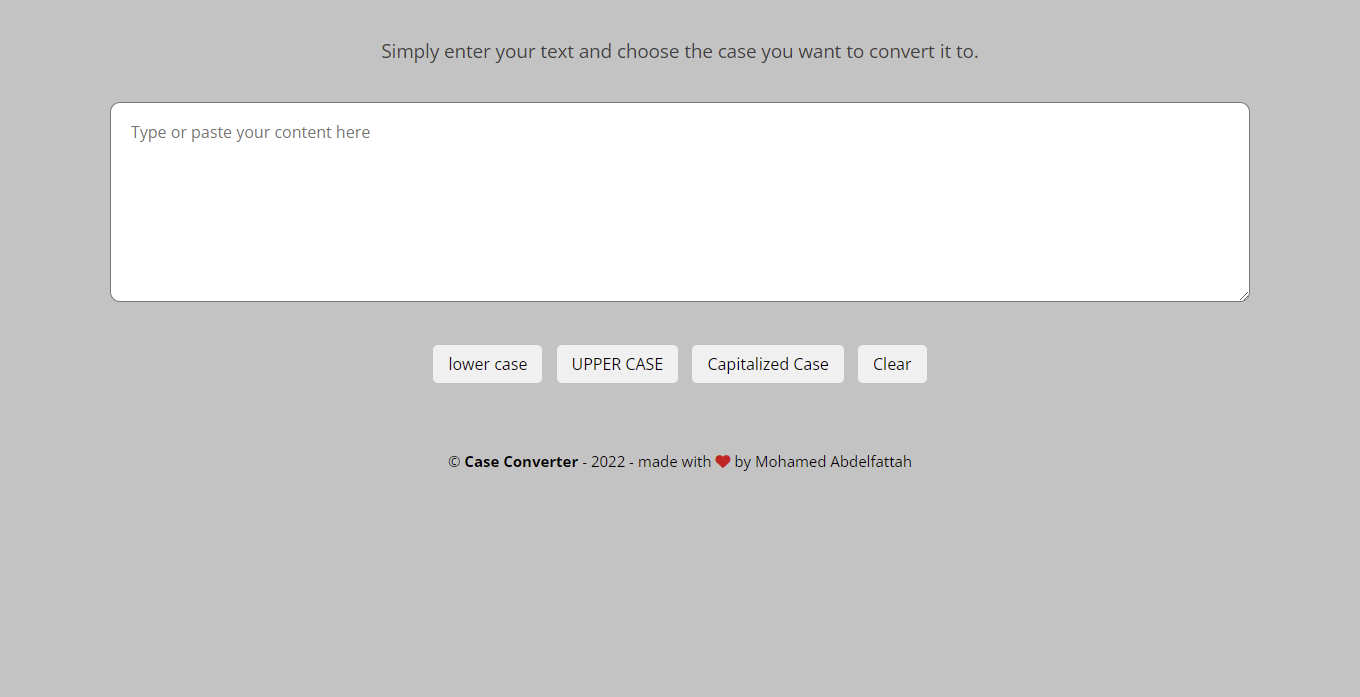 Simply enter your text and choose the case you want to convert it to.
Type or paste your content here
lower case UPPER CASE Capitalized Case Clear
© Case Converter - 2022 - made with ❤ by Mohamed Abdelfattah